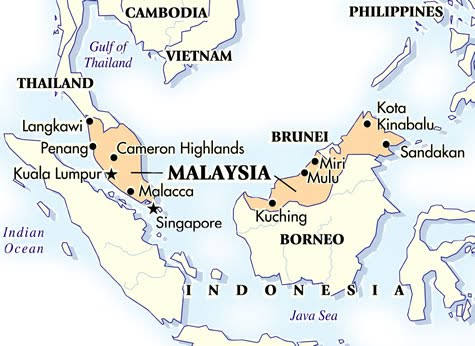 CAMBODIA
PHILIPPINES
Gulf of
Thailand
VIETNAM
THAILAND
Kota
Kinabalu
Langkawi
BRUNEI
Penang
Cameron Highlands
Sandakan
Miri
Kuala Lumpur
MALAYSIA
Mulu
Malacca
Kuching
Singapore
Indian
Ocean
BORNEO
INDONESIA
Java Sea